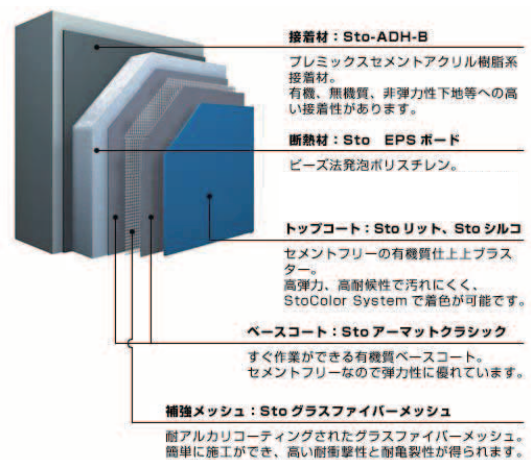 接着材：Sto-ADH-B
プレミックスセメントアクリル樹脂系
接着材。
有機、無機質、非弾力性下地等への高
い接着性があります。
断熱材：Sto　EPSボード
ビーズ法発泡ポリスチレン。
トップコート：Stoリット、Stoシルコ
セメントフリーの有機質仕上上プラス
ター。
高弾力、高耐候性で汚れにくく、
StoColor Systemで着色が可能です。
ベースコート：Stoアーマットクラシック
すぐ作業ができる有機質ベースコート。
セメントフリーなので弾力性に優れています。
補強メッシュ：Stoグラスファイバーメッシュ
耐アルカリコーティングされたグラスファイバーメッシュ。
簡単に施工ができ、高い耐衝撃性と耐亀裂性が得られます。